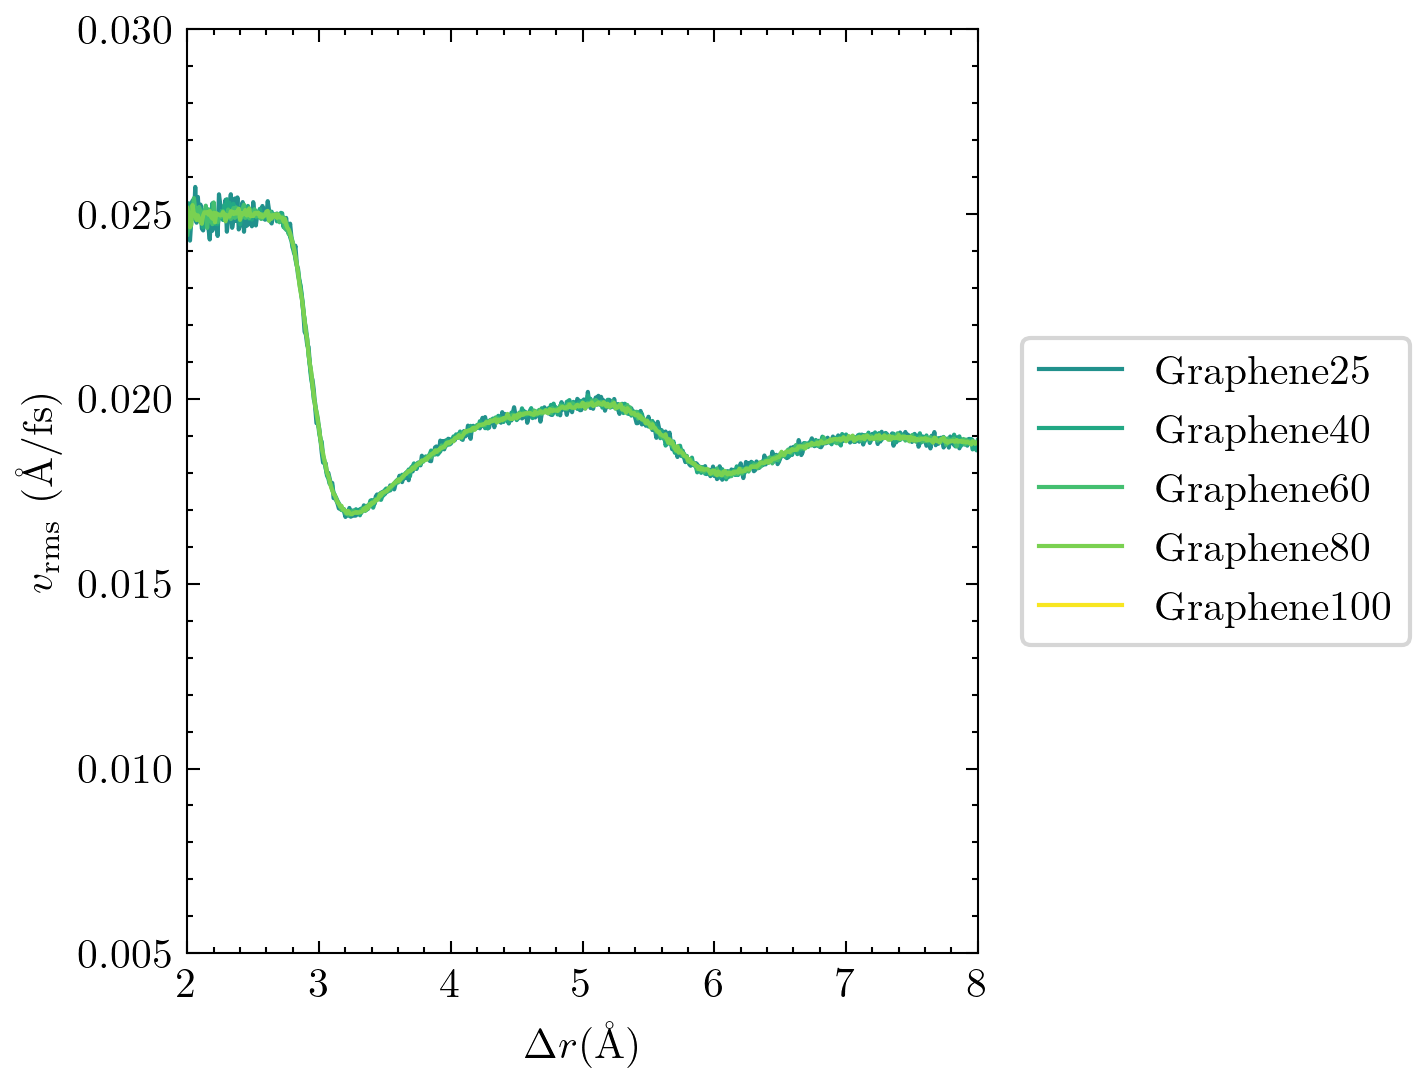 0.030
0.025
0.020
0.015
0.010
0.005
v_rms (Å/fs)
2 3 4 5 6 7 8
Δr(Å)
Graphene25
Graphene40
Graphene60
Graphene80
Graphene100